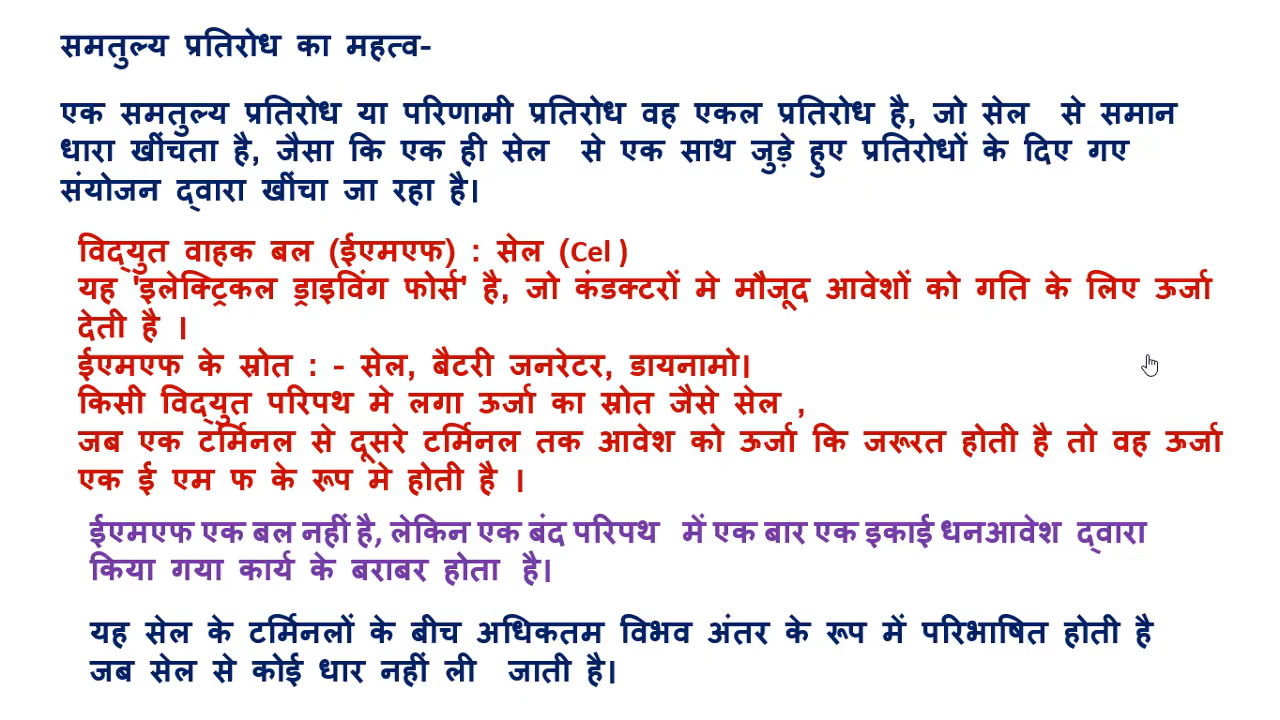 समतुल्य प्रतिरोध का महत्व-
एक समतुल्य प्रतिरोध या परिणामी प्रतिरोध वह एकल प्रतिरोध है, जो सेल से समान
धारा खींचता है, जैसा कि एक ही सेल से एक साथ जुड़े हुए प्रतिरोधों के दिए गए
संयोजन द्वारा खींचा जा रहा है।
विद्युत वाहक बल (ईएमएफ) : सेल (Cel )
यह 'इलेक्ट्रिकल ड्राइविंग फोर्स' है, जो कंडक्टरों मे मौजूद आवेशों को गति के लिए ऊर्जा
देती है ।
ईएमएफ के स्रोत : - सेल, बैटरी जनरेटर, डायनामो।
किसी विद्युत परिपथ मे लगा ऊर्जा का स्रोत जैसे सेल ,
जब एक टर्मिनल से दूसरे टर्मिनल तक आवेश को ऊर्जा कि जरूरत होती है तो वह ऊर्जा
एक ई एम फ के रूप मे होती है ।
ईएमएफ एक बल नहीं है, लेकिन एक बंद परिपथ में एक बार एक इकाई धनआवेश द्वारा
किया गया कार्य के बराबर होता है।
यह सेल के टर्मिनलों के बीच अधिकतम विभव अंतर के रूप में परिभाषित होती है
जब सेल से कोई धार नहीं ली जाती है।